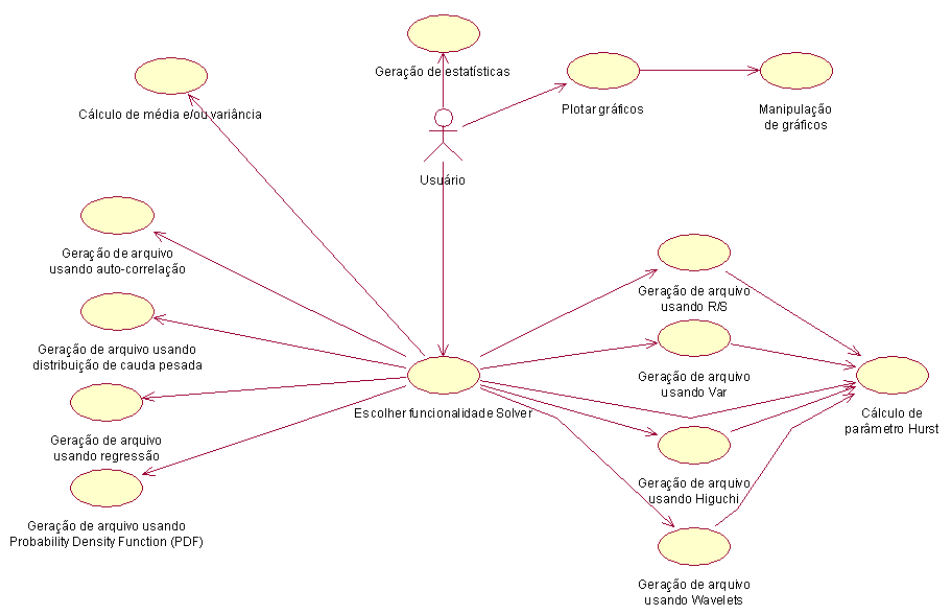 Geração de estatísticas
Cálculo de média e/ou variância
Plotar gráficos
Manipulação
de gráficos
Usuário
Geração de arquivo
usando auto-correlação
Geração de arquivo
usando R/S
Geração de arquivo usando
distribuição de cauda pesada
Geração de arquivo
usando Var
Escolher funcionalidade Solver
Cálculo de
parâmetro Hurst
Geração de arquivo
usando regressão
Geração de arquivo
usando Higuchi
Geração de arquivo usando
Probability Density Function (PDF)
Geração de arquivo
usando Wavelets